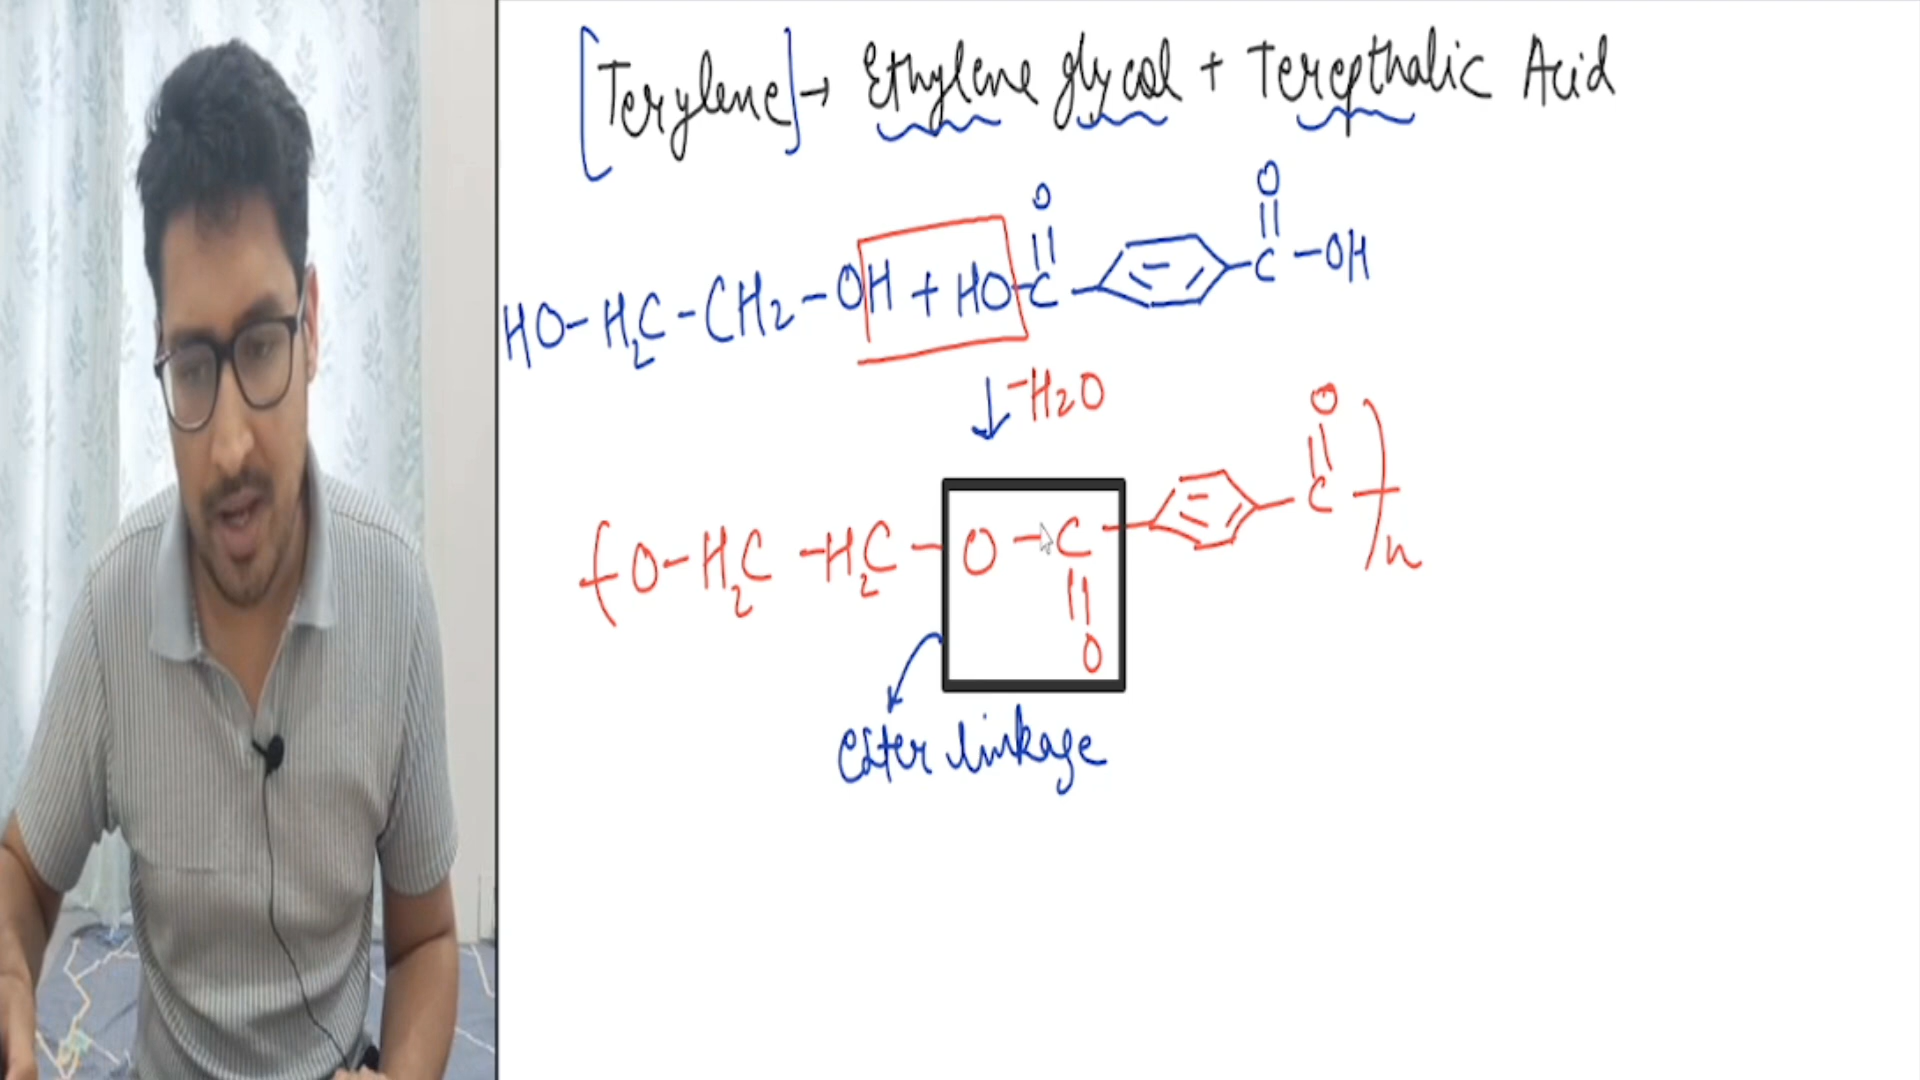 [Terylene] → Ethylene glycol + Terepthalic Acid
O O
HO-H₂C-CH₂-OH + HO-C C-OH
-H₂O
O
(O-H₂C-H₂C-O-C C)n
O
Ester linkage